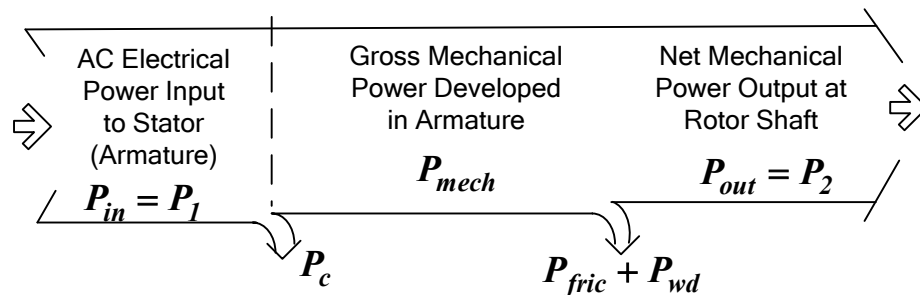 AC Electrical
Power Input
to Stator
(Armature)
P_in = P_1
Gross Mechanical
Power Developed
in Armature
P_mech
Net Mechanical
Power Output at
Rotor Shaft
P_out = P_2
P_c
P_fric + P_wd